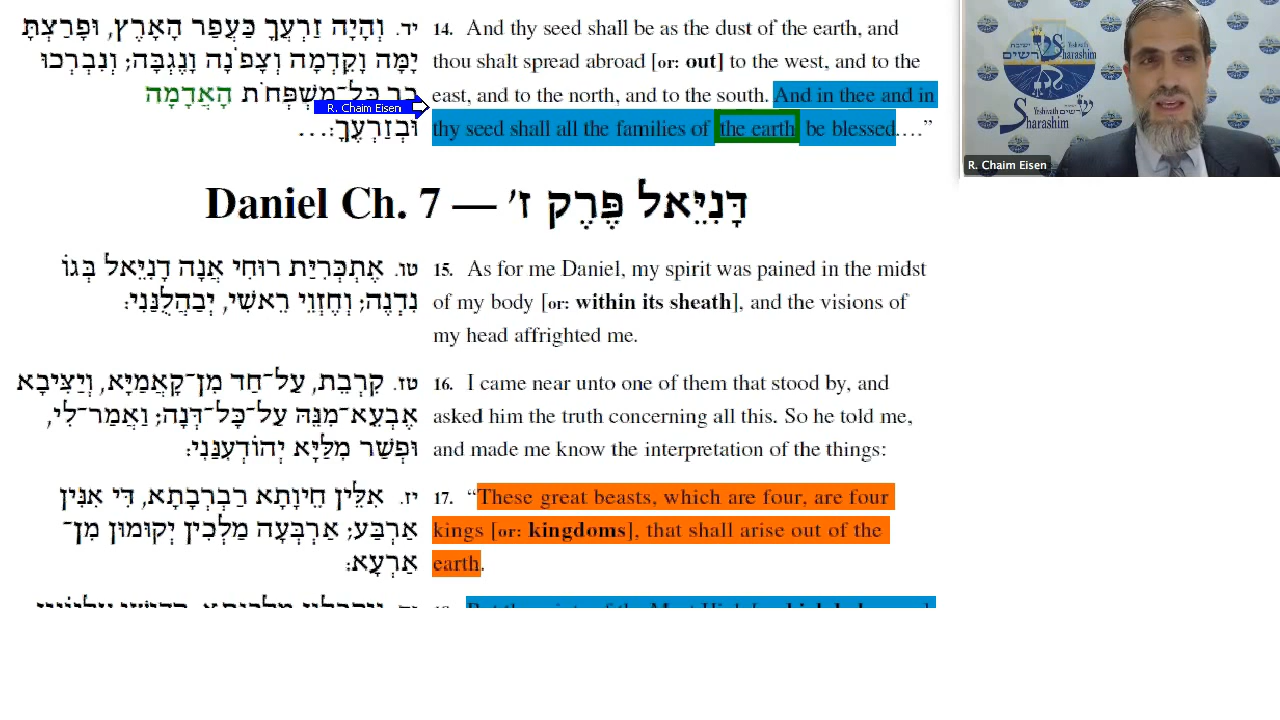 יד. וְהָיָה זַרְעֲךָ כַּעֲפַר הָאָרֶץ, וּפָרַצְתָּ
יָמָּה וָקֵדְמָה וְצָפֹנָה וָנֶגְבָּה; וְנִבְרְכוּ
בְךָ כָּל־מִשְׁפְּחֹת הָאֲדָמָה
וּבְזַרְעֶךָ:...
14. And thy seed shall be as the dust of the earth, and
thou shalt spread abroad [or: out] to the west, and to the
east, and to the north, and to the south. And in thee and in
thy seed shall all the families of the earth be blessed....”
R. Chaim Eisen
Daniel Ch. 7 — דָּנִיֵּאל פֶּרֶק ז׳
טו. אֶתְכְּרִיַּת רוּחִי אֲנָה דָנִיֵּאל בְּגוֹ
נִדְנֶה; וְחֶזְוֵי רֵאשִׁי, יְבַהֲלֻנַּנִי:
15. As for me Daniel, my spirit was pained in the midst
of my body [or: within its sheath], and the visions of
my head affrighted me.
טז. קִרְבֵת, עַל־חַד מִן־קָאֲמַיָּא, וְיַצִּיבָא
אֶבְעֵא־מִנֵּהּ עַל־כָּל־דְּנָה; וַאֲמַר־לִי,
וּפְשַׁר מִלַּיָּא יְהוֹדְעִנַּנִי:
16. I came near unto one of them that stood by, and
asked him the truth concerning all this. So he told me,
and made me know the interpretation of the things:
יז. אִלֵּין חֵיוָתָא רַבְרְבָתָא, דִּי אִנִּין
אַרְבַּע; אַרְבְּעָה מַלְכִין יְקוּמוּן מִן־
אַרְעָא:
17. “These great beasts, which are four, are four
kings [or: kingdoms], that shall arise out of the
earth.
Yeshivath
Sharashim
ישיבת
שרשים
R. Chaim Eisen